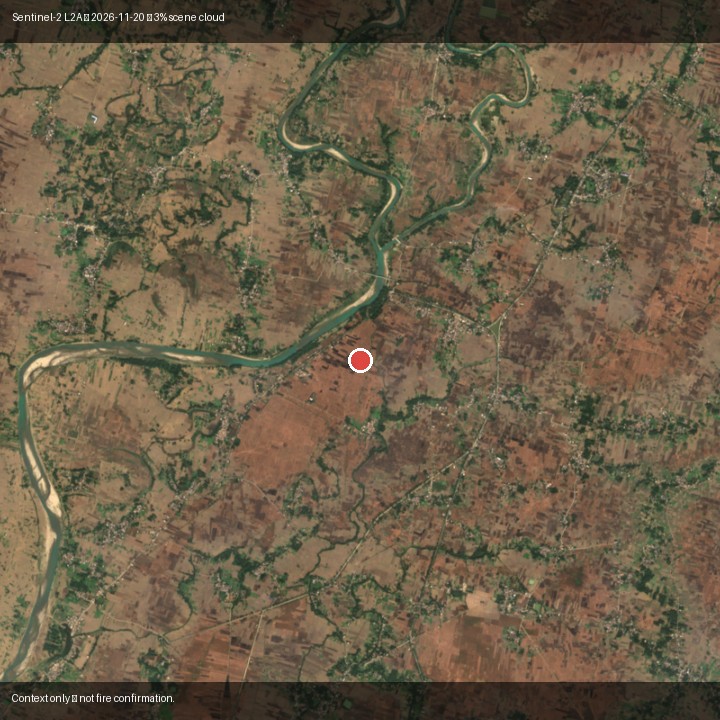 Sentinel-2 L2A▯2026-11-20▯3% scene cloud
Context only▯not fire confirmation.